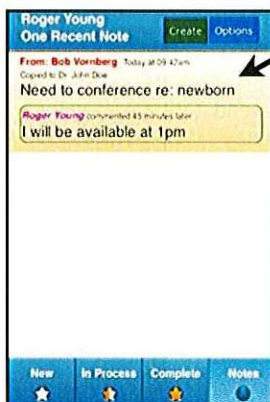 Roger Young
One Recent Note
Create
Options
From: Bob Vornberg Today at 09:47am
Copied to Dr. John Doe
Need to conference re: newborn
Roger Young commented 45 minutes later
I will be available at 1pm
New
In Process
Complete
Notes